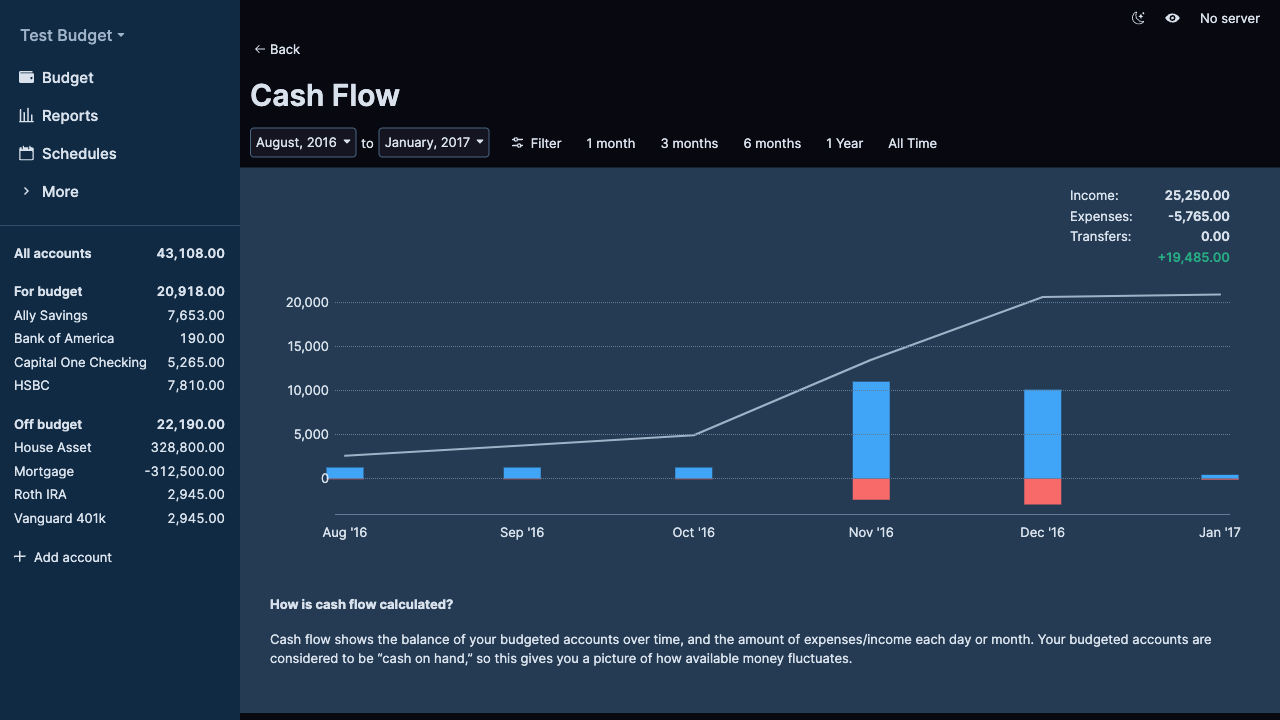 Test Budget
Budget
Reports
Schedules
More
All accounts 43,108.00
For budget 20,918.00
Ally Savings 7,653.00
Bank of America 190.00
Capital One Checking 5,265.00
HSBC 7,810.00
Off budget 22,190.00
House Asset 328,800.00
Mortgage -312,500.00
Roth IRA 2,945.00
Vanguard 401k 2,945.00
Add account
No server
Back
Cash Flow
August, 2016 to January, 2017 Filter 1 month 3 months 6 months 1 Year All Time
Income: 25,250.00
Expenses: -5,765.00
Transfers: 0.00
+19,485.00
20,000
15,000
10,000
5,000
0
Aug '16 Sep '16 Oct '16 Nov '16 Dec '16 Jan '17
How is cash flow calculated?
Cash flow shows the balance of your budgeted accounts over time, and the amount of expenses/income each day or month. Your budgeted accounts are
considered to be “cash on hand,” so this gives you a picture of how available money fluctuates.